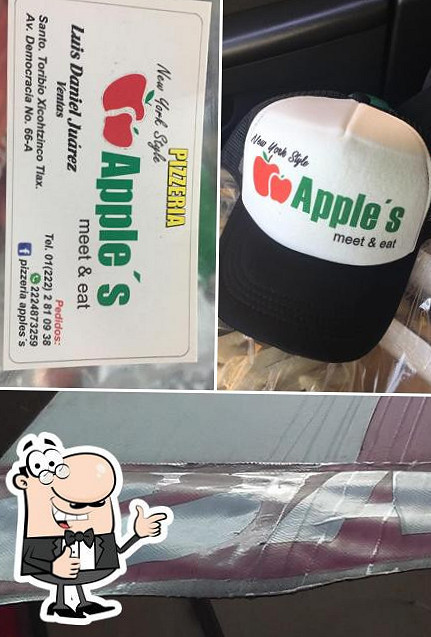 PIZZERIA
New York Style
Apple´s
meet & eat
Luis Daniel Juárez
Ventas
Santo. Toribio Xicohtzinco Tlax.
Av. Democracia No. 66-A
Pedidos:
Tel. 01(222) 2 81 09 38
2224873259
pizzeria apples´s
New York Style
Apple´s
meet & eat